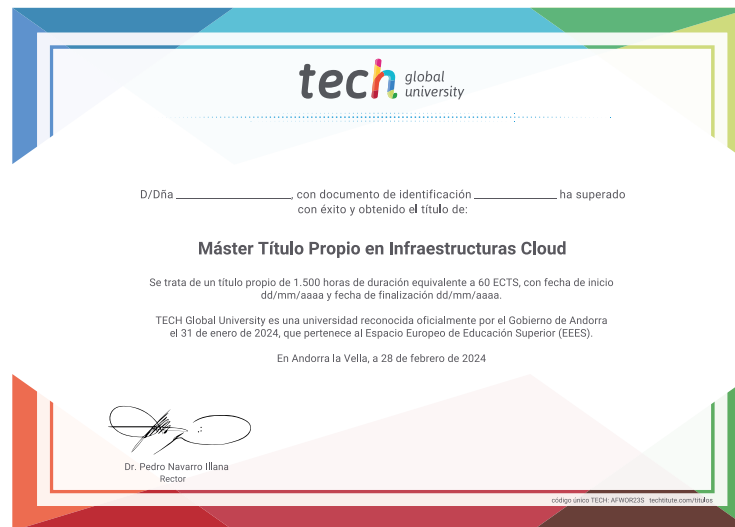 tech global university
D/Dña ____________________, con documento de identificación ______________ ha superado
con éxito y obtenido el título de:
Máster Título Propio en Infraestructuras Cloud
Se trata de un título propio de 1.500 horas de duración equivalente a 60 ECTS, con fecha de inicio
dd/mm/aaaa y fecha de finalización dd/mm/aaaa.
TECH Global University es una universidad reconocida oficialmente por el Gobierno de Andorra
el 31 de enero de 2024, que pertenece al Espacio Europeo de Educación Superior (EEES).
En Andorra la Vella, a 28 de febrero de 2024
Dr. Pedro Navarro Illana
Rector
código único TECH: AFWOR23S techtitute.com/titulos